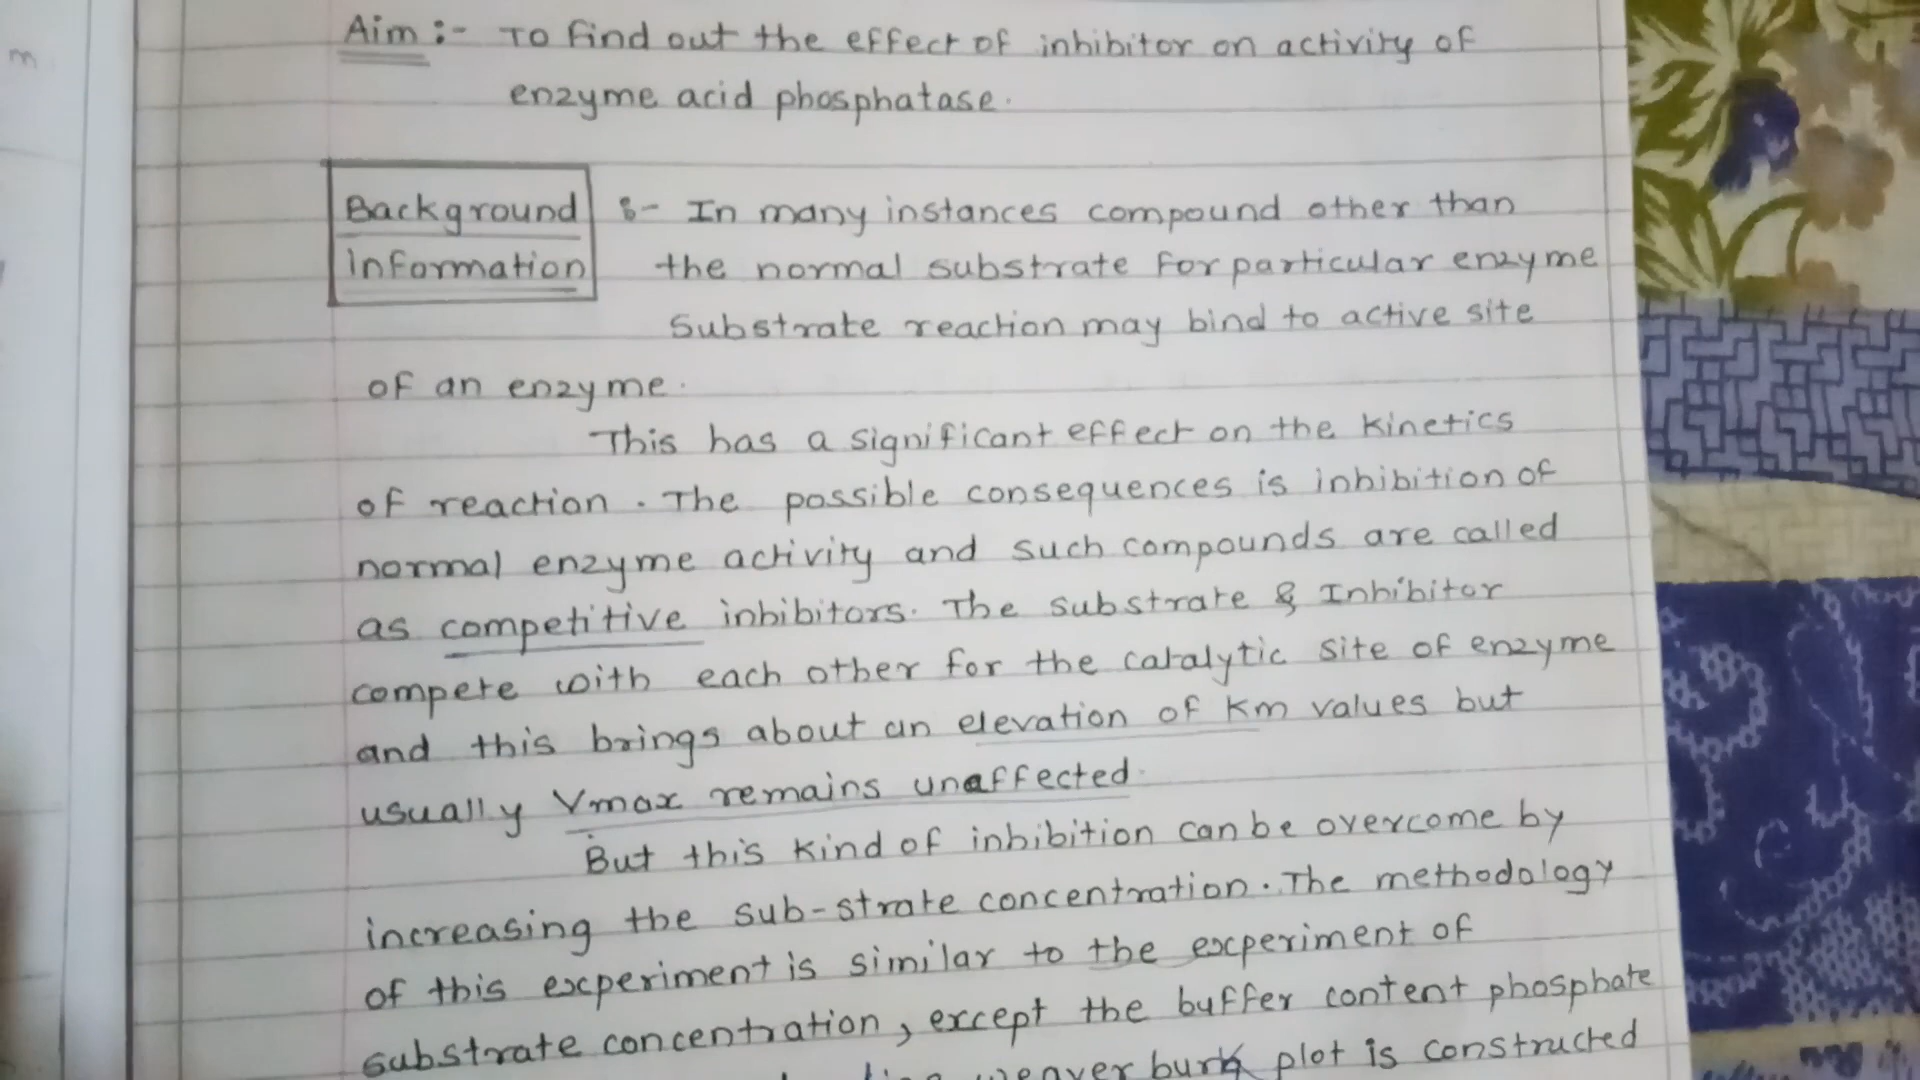 Aim :- To find out the effect of inhibitor on activity of
enzyme acid phosphatase.
Background :- In many instances compound other than
information the normal substrate for particular enzyme
substrate reaction may bind to active site
of an enzyme.
This has a significant effect on the kinetics
of reaction. The possible consequences is inhibition of
normal enzyme activity and such compounds are called
as competitive inhibitors. The substrate & Inhibitor
compete with each other for the catalytic site of enzyme
and this brings about an elevation of Km values but
usually Vmax remains unaffected.
But this kind of inhibition can be overcome by
increasing the sub-strate concentration. The methodology
of this experiment is similar to the experiment of
substrate concentration, except the buffer content phosphate
weaver burk plot is constructed
m